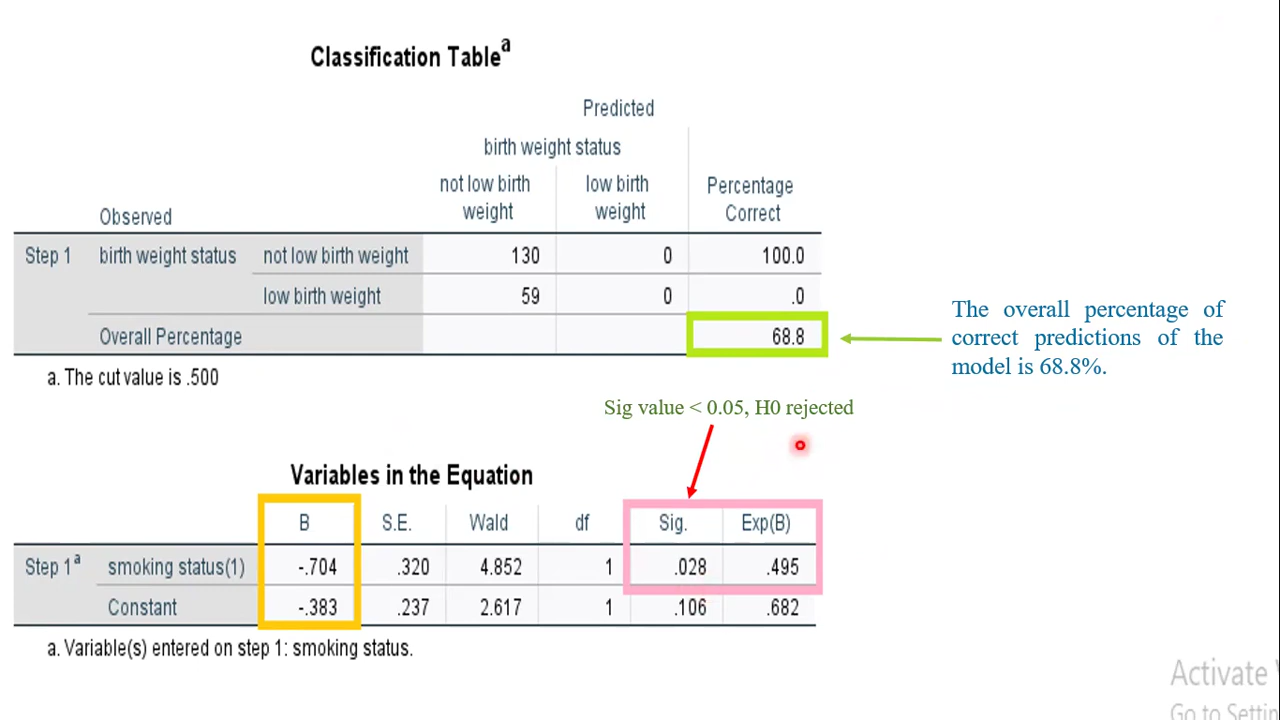 Classification Table a
Predicted
birth weight status
not low birth weight low birth weight Percentage Correct
Observed
Step 1 birth weight status not low birth weight 130 0 100.0
low birth weight 59 0 .0
Overall Percentage 68.8
a. The cut value is .500
The overall percentage of
correct predictions of the
model is 68.8%.
Sig value < 0.05, H0 rejected
Variables in the Equation
B S.E. Wald df Sig. Exp(B)
Step 1 a smoking status(1) -.704 .320 4.852 1 .028 .495
Constant -.383 .237 2.617 1 .106 .682
a. Variable(s) entered on step 1: smoking status.
Activate
Go to